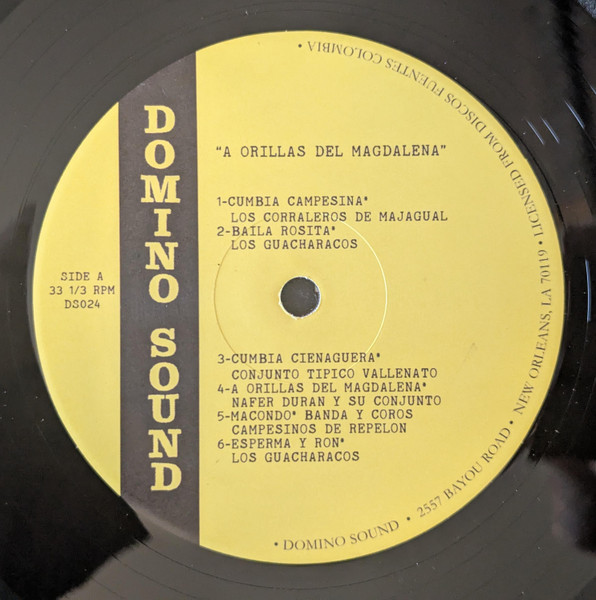 DOMINO SOUND
SIDE A
33 1/3 RPM
DS024
"A ORILLAS DEL MAGDALENA"
1-CUMBIA CAMPESINA*
LOS CORRALEROS DE MAJAGUAL
2-BAILA ROSITA*
LOS GUACHARACOS
3-CUMBIA CIENAGUERA*
CONJUNTO TIPICO VALLENATO
4-A ORILLAS DEL MAGDALENA*
NAFER DURAN Y SU CONJUNTO
5-MACONDO* BANDA Y COROS
CAMPESINOS DE REPELON
6-ESPERMA Y RON*
LOS GUACHARACOS
• DOMINO SOUND • 2557 BAYOU ROAD • NEW ORLEANS, LA 70119 • LICENSED FROM DISCOS FUENTES COLOMBIA •